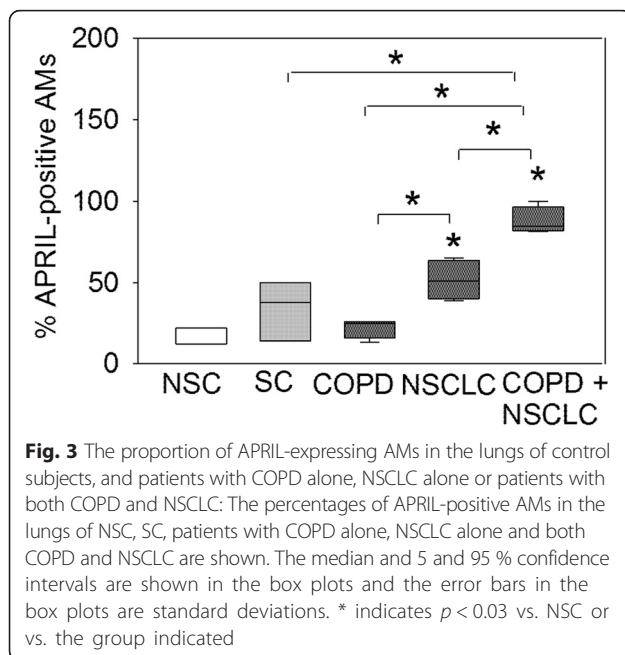 200
150
100
50
0
% APRIL-positive AMs
*
*
*
*
*
*
NSC SC COPD NSCLC COPD +
NSCLC
Fig. 3 The proportion of APRIL-expressing AMs in the lungs of control
subjects, and patients with COPD alone, NSCLC alone or patients with
both COPD and NSCLC: The percentages of APRIL-positive AMs in the
lungs of NSC, SC, patients with COPD alone, NSCLC alone and both
COPD and NSCLC are shown. The median and 5 and 95 % confidence
intervals are shown in the box plots and the error bars in the
box plots are standard deviations. * indicates p < 0.03 vs. NSC or
vs. the group indicated